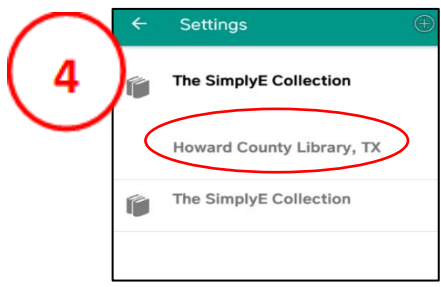 4
Settings
The SimplyE Collection
Howard County Library, TX
The SimplyE Collection